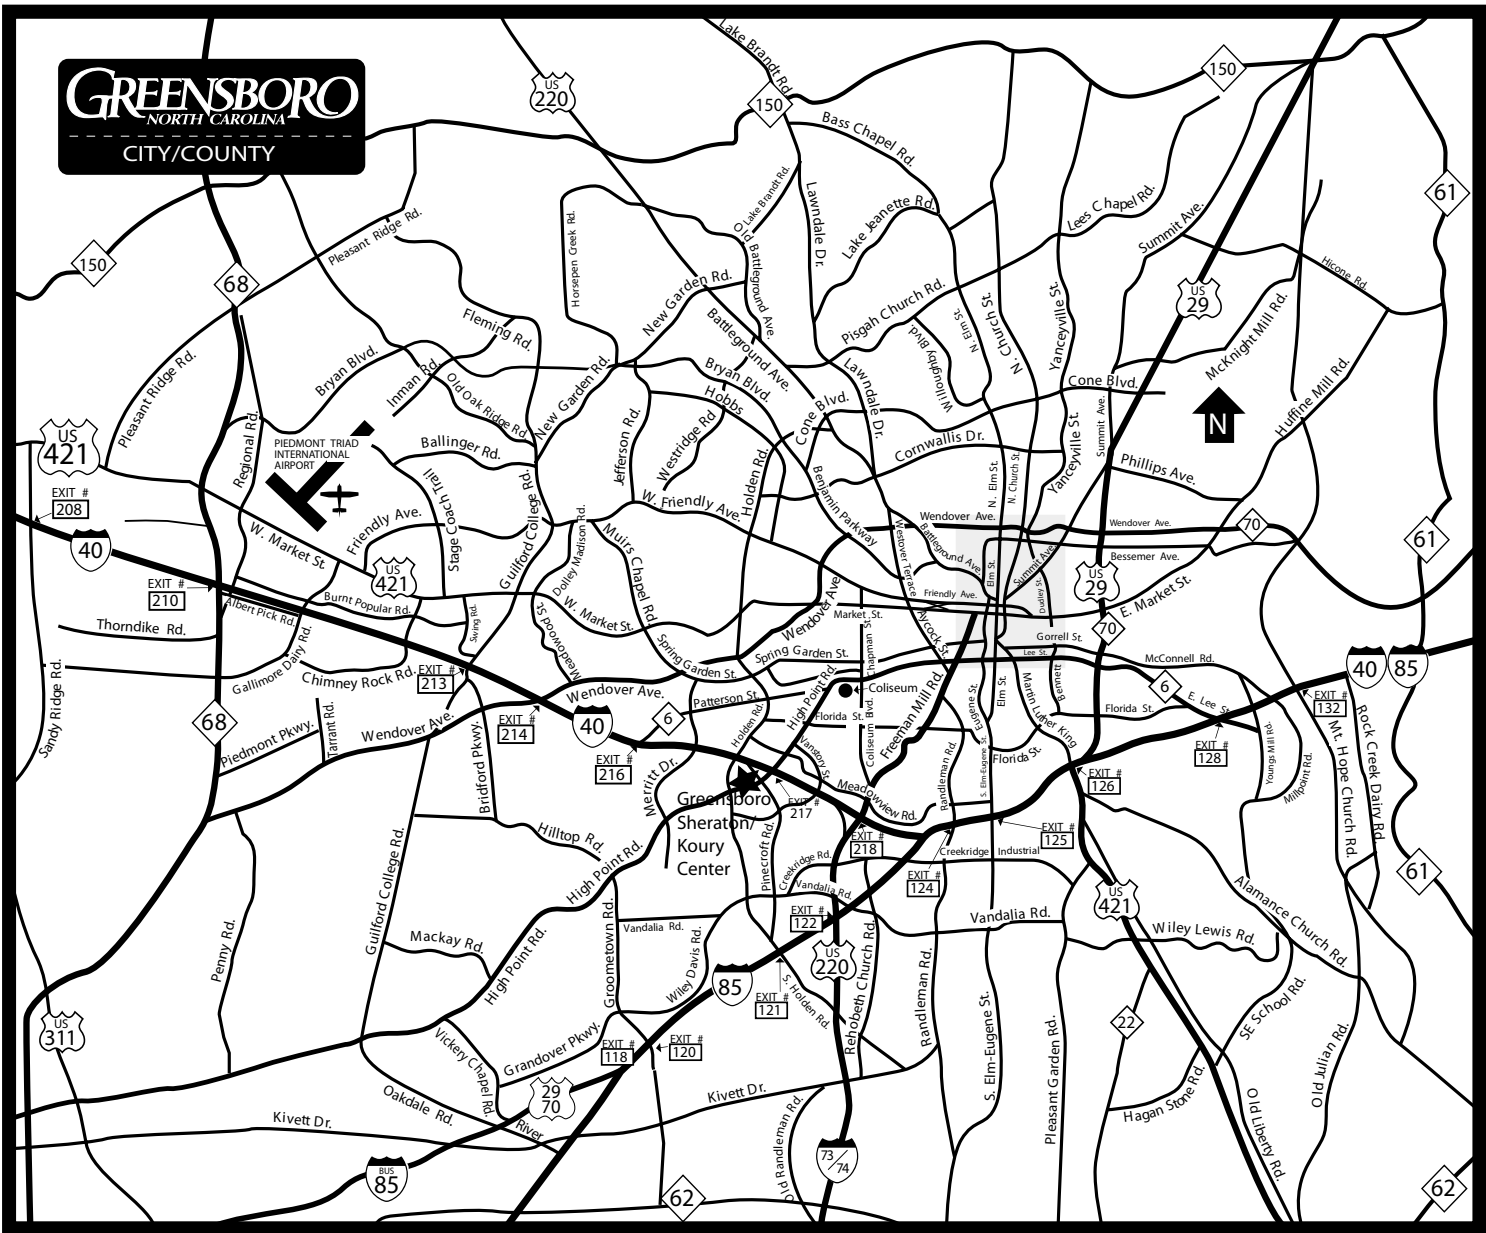 GREENSBORO
NORTH CAROLINA
CITY/COUNTY
US
220
Lake Brandt Rd.
150
150
Bass Chapel Rd.
61
Old Lake Brandt Rd.
Lawndale Dr.
Lake Jeanette Rd.
Lees Chapel Rd.
Summit Ave.
Pleasant Ridge Rd.
Horsepen Creek Rd.
Old Battleground Ave.
150
68
Hicone Rd.
New Garden Rd.
Pisgah Church Rd.
US
29
Fleming Rd.
Battleground Ave.
N. Elm St.
N. Church St.
Yanceyville St.
McKnight Mill Rd.
Willoughby Blvd.
Pleasant Ridge Rd.
Bryan Blvd.
Inman Rd.
Old Oak Ridge Rd.
New Garden Rd.
Bryan Blvd.
Hobbs
Lawndale Dr.
Cone Blvd.
Cone Blvd.
Huffine Mill Rd.
N
US
421
Regional Rd.
PIEDMONT TRIAD
INTERNATIONAL
AIRPORT
Ballinger Rd.
Jefferson Rd.
Westridge Rd
Cornwallis Dr.
Summit Ave.
Yanceyville St.
Phillips Ave.
Holden Rd.
N. Elm St.
N. Church St.
Stage Coach Trail
Guilford College Rd.
W. Friendly Ave.
Benjamin Parkway
EXIT #
208
40
W. Market St.
Friendly Ave.
Dolley Madison Rd.
Muirs Chapel Rd.
Wendover Ave.
Wendover Ave.
70
61
Westover Terrace
Battleground Ave.
Elm St.
Summit Ave.
Bessemer Ave.
US
421
EXIT #
210
Albert Pick Rd.
Burnt Popular Rd.
Swing Rd.
Meadowood St.
W. Market St.
Wendover Ave.
Friendly Ave.
Dudley St.
US
29
E. Market St.
Thorndike Rd.
Market St.
Chapman St.
Aycock St.
Gorrell St.
70
Lee St.
Sandy Ridge Rd.
Gallimore Dairy Rd.
Chimney Rock Rd.
EXIT #
213
Spring Garden St.
Spring Garden St.
McConnell Rd.
40
85
Wendover Ave.
Patterson St.
High Point Rd.
Coliseum
Freeman Mill Rd.
Eugene St.
Elm St.
Martin Luther King
Bennett
6
E. Lee St.
EXIT #
132
68
Piedmont Pkwy.
Tarrant Rd.
Wendover Ave.
EXIT #
214
40
6
Holden Rd.
Florida St.
Coliseum Blvd.
Florida St.
Florida St.
EXIT #
128
Youngs Mill Rd.
Millpoint Rd.
Mt. Hope Church Rd.
Rock Creek Dairy Rd.
Bridford Pkwy.
EXIT #
216
Merritt Dr.
Vanstory St.
Meadowview Rd.
Randleman Rd.
S. Elm-Eugene St.
EXIT #
126
Greensboro
Sheraton/
Koury
Center
EXIT #
217
EXIT #
218
EXIT #
125
Hilltop Rd.
High Point Rd.
Pinecroft Rd.
Creekridge Rd.
Creekridge Industrial
EXIT #
124
61
Guilford College Rd.
Vandalia Rd.
US
421
Alamance Church Rd.
EXIT #
122
Vandalia Rd.
Wiley Lewis Rd.
Penny Rd.
Mackay Rd.
High Point Rd.
Groometown Rd.
Vandalia Rd.
Wiley Davis Rd.
85
US
220
EXIT #
121
S. Holden Rd.
Rehobeth Church Rd.
Randleman Rd.
S. Elm-Eugene St.
Pleasant Garden Rd.
22
SE School Rd.
US
311
Vickery Chapel Rd.
Grandover Pkwy.
EXIT #
118
EXIT #
120
Old Julian Rd.
29
70
Oakdale Rd.
River
Kivett Dr.
Kivett Dr.
Old Randleman Rd.
Hagan Stone Rd.
Old Liberty Rd.
BUS
85
73/74
62
62